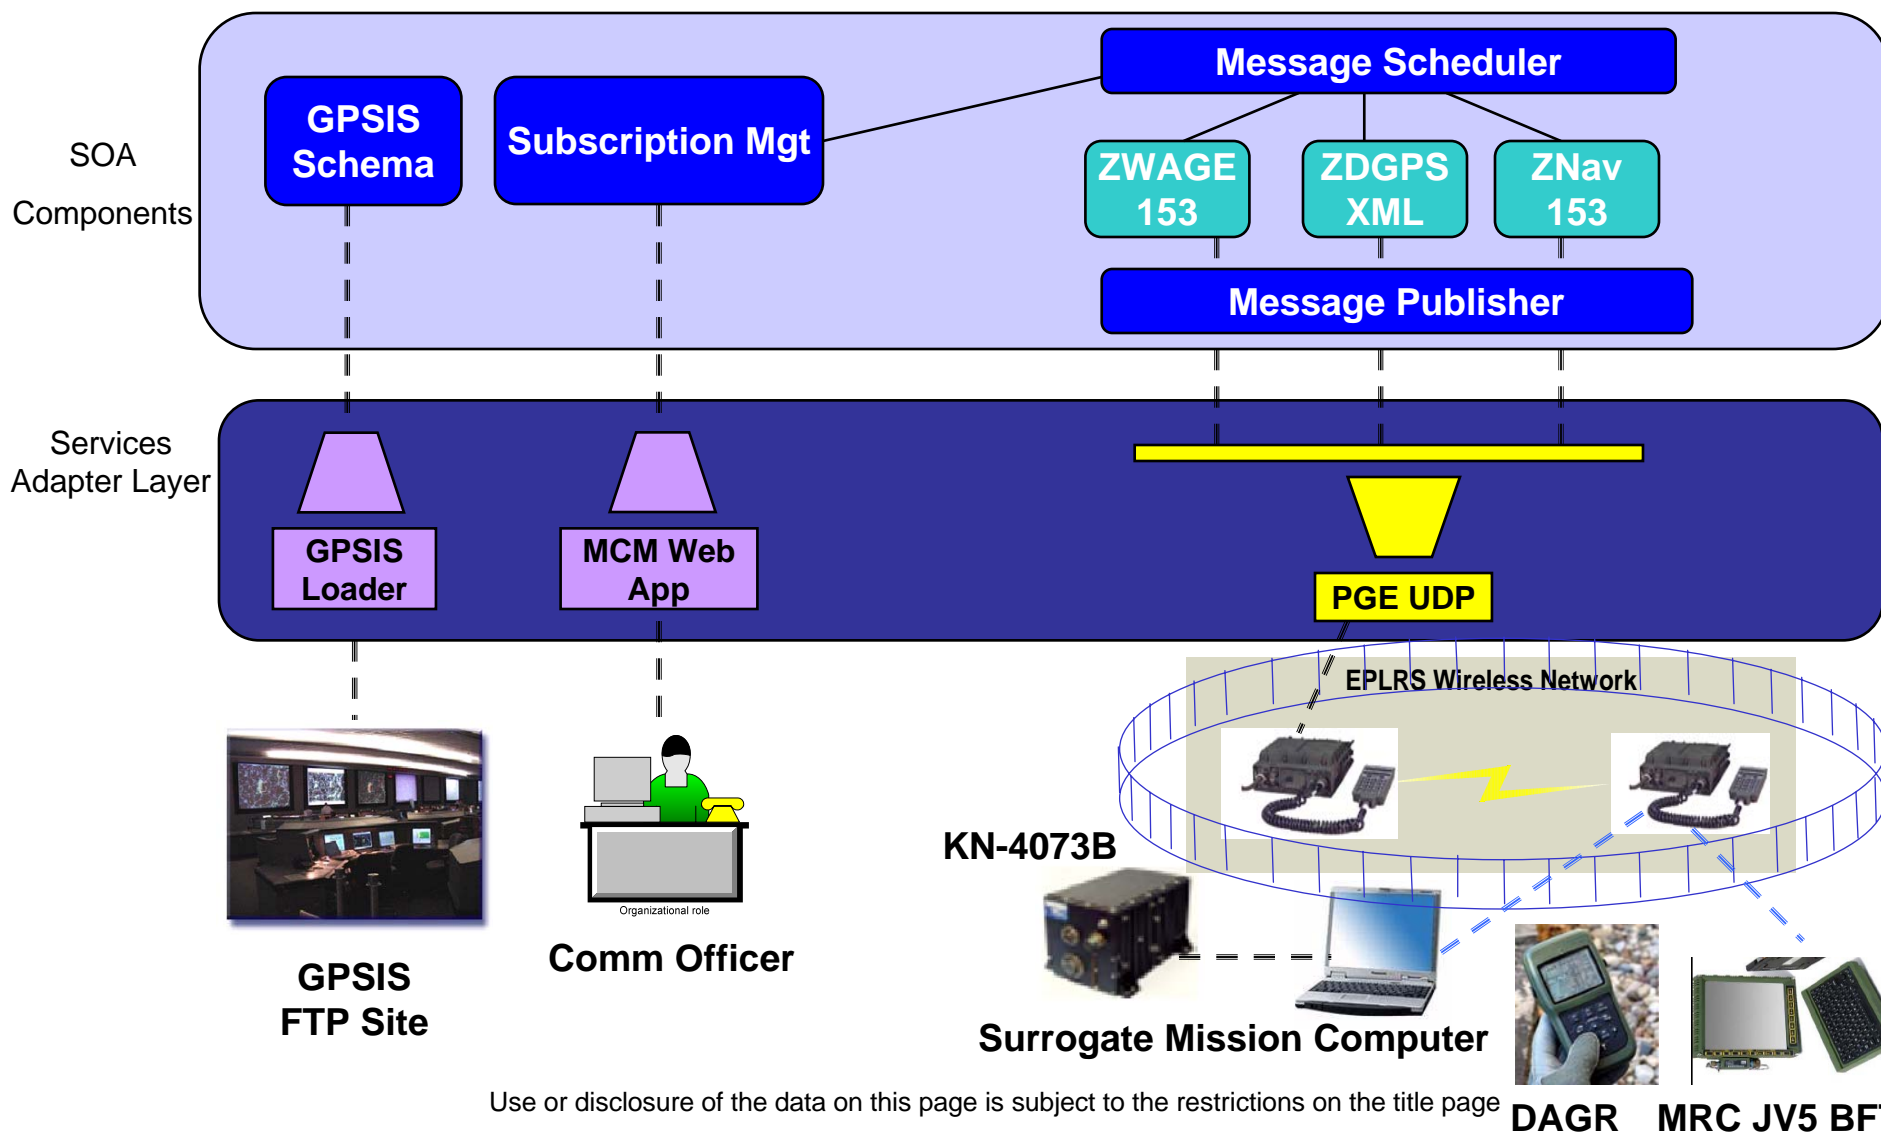 SOA
Components
GPSIS
Schema
Subscription Mgt
Message Scheduler
ZWAGE
153
ZDGPS
XML
ZNav
153
Message Publisher
Services
Adapter Layer
GPSIS
Loader
MCM Web
App
PGE UDP
EPLRS Wireless Network
KN-4073B
Organizational role
GPSIS
FTP Site
Comm Officer
Surrogate Mission Computer
Use or disclosure of the data on this page is subject to the restrictions on the title page
DAGR
MRC JV5 BFT